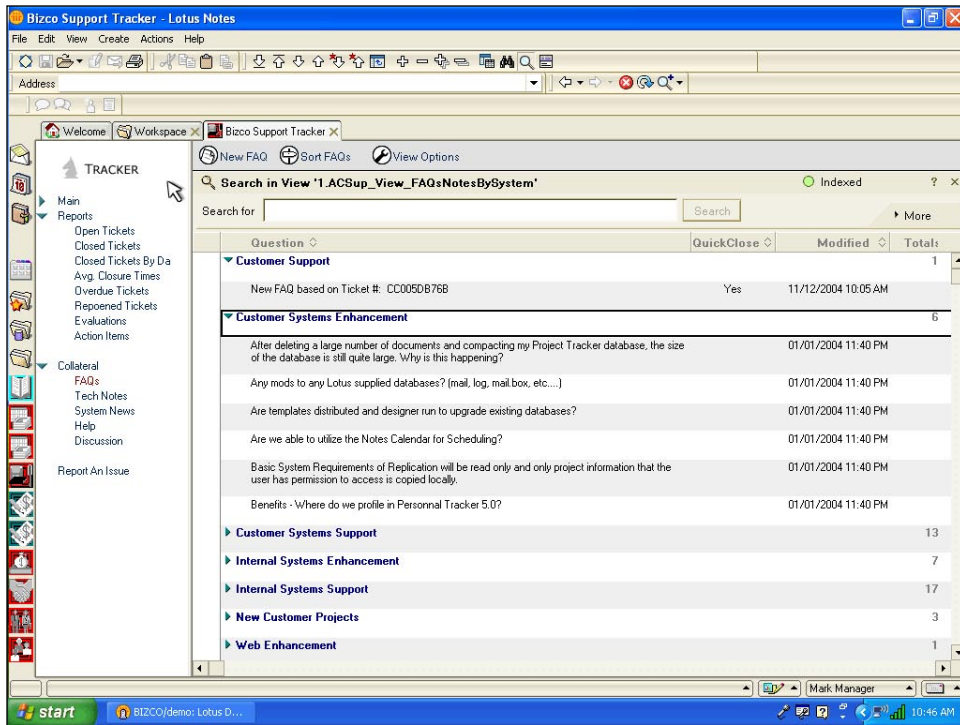 Bizco Support Tracker - Lotus Notes
File Edit View Create Actions Help
Address
Welcome Workspace Bizco Support Tracker
TRACKER
Main
Reports
Open Tickets
Closed Tickets
Closed Tickets By Da
Avg. Closure Times
Overdue Tickets
Repoened Tickets
Evaluations
Action Items
Collateral
FAQs
Tech Notes
System News
Help
Discussion
Report An Issue
New FAQ Sort FAQs View Options
Search in View '1.ACSup_View_FAQsNotesBySystem' Indexed ? ×
Search for Search More
Question QuickClose Modified Totals
Customer Support 1
New FAQ based on Ticket #: CC005DB76B Yes 11/12/2004 10:05 AM
Customer Systems Enhancement 6
After deleting a large number of documents and compacting my Project Tracker database, the size 01/01/2004 11:40 PM
of the database is still quite large. Why is this happening?
Any mods to any Lotus supplied databases? (mail, log, mail.box, etc....) 01/01/2004 11:40 PM
Are templates distributed and designer run to upgrade existing databases? 01/01/2004 11:40 PM
Are we able to utilize the Notes Calendar for Scheduling? 01/01/2004 11:40 PM
Basic System Requirements of Replication will be read only and only project information that the 01/01/2004 11:40 PM
user has permission to access is copied locally.
Benefits - Where do we profile in Personnal Tracker 5.0? 01/01/2004 11:40 PM
Customer Systems Support 13
Internal Systems Enhancement 7
Internal Systems Support 17
New Customer Projects 3
Web Enhancement 1
Mark Manager
start BIZCO/demo: Lotus D... 10:46 AM